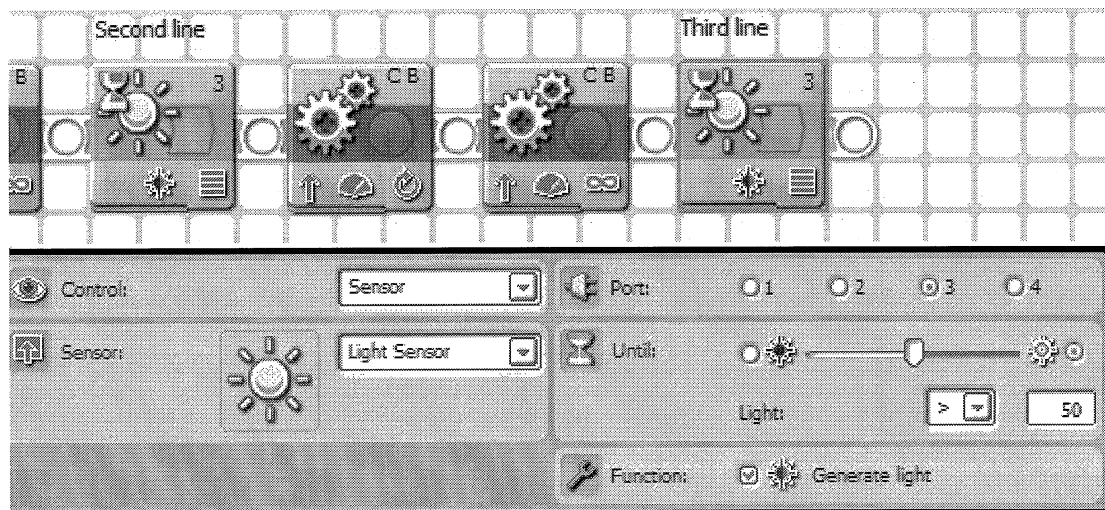 Second line
Third line
B
3
C B
C B
3
Control:
Sensor
Port:
1
2
3
4
Sensor:
Light Sensor
Until:
Light:
>
50
Function:
Generate light